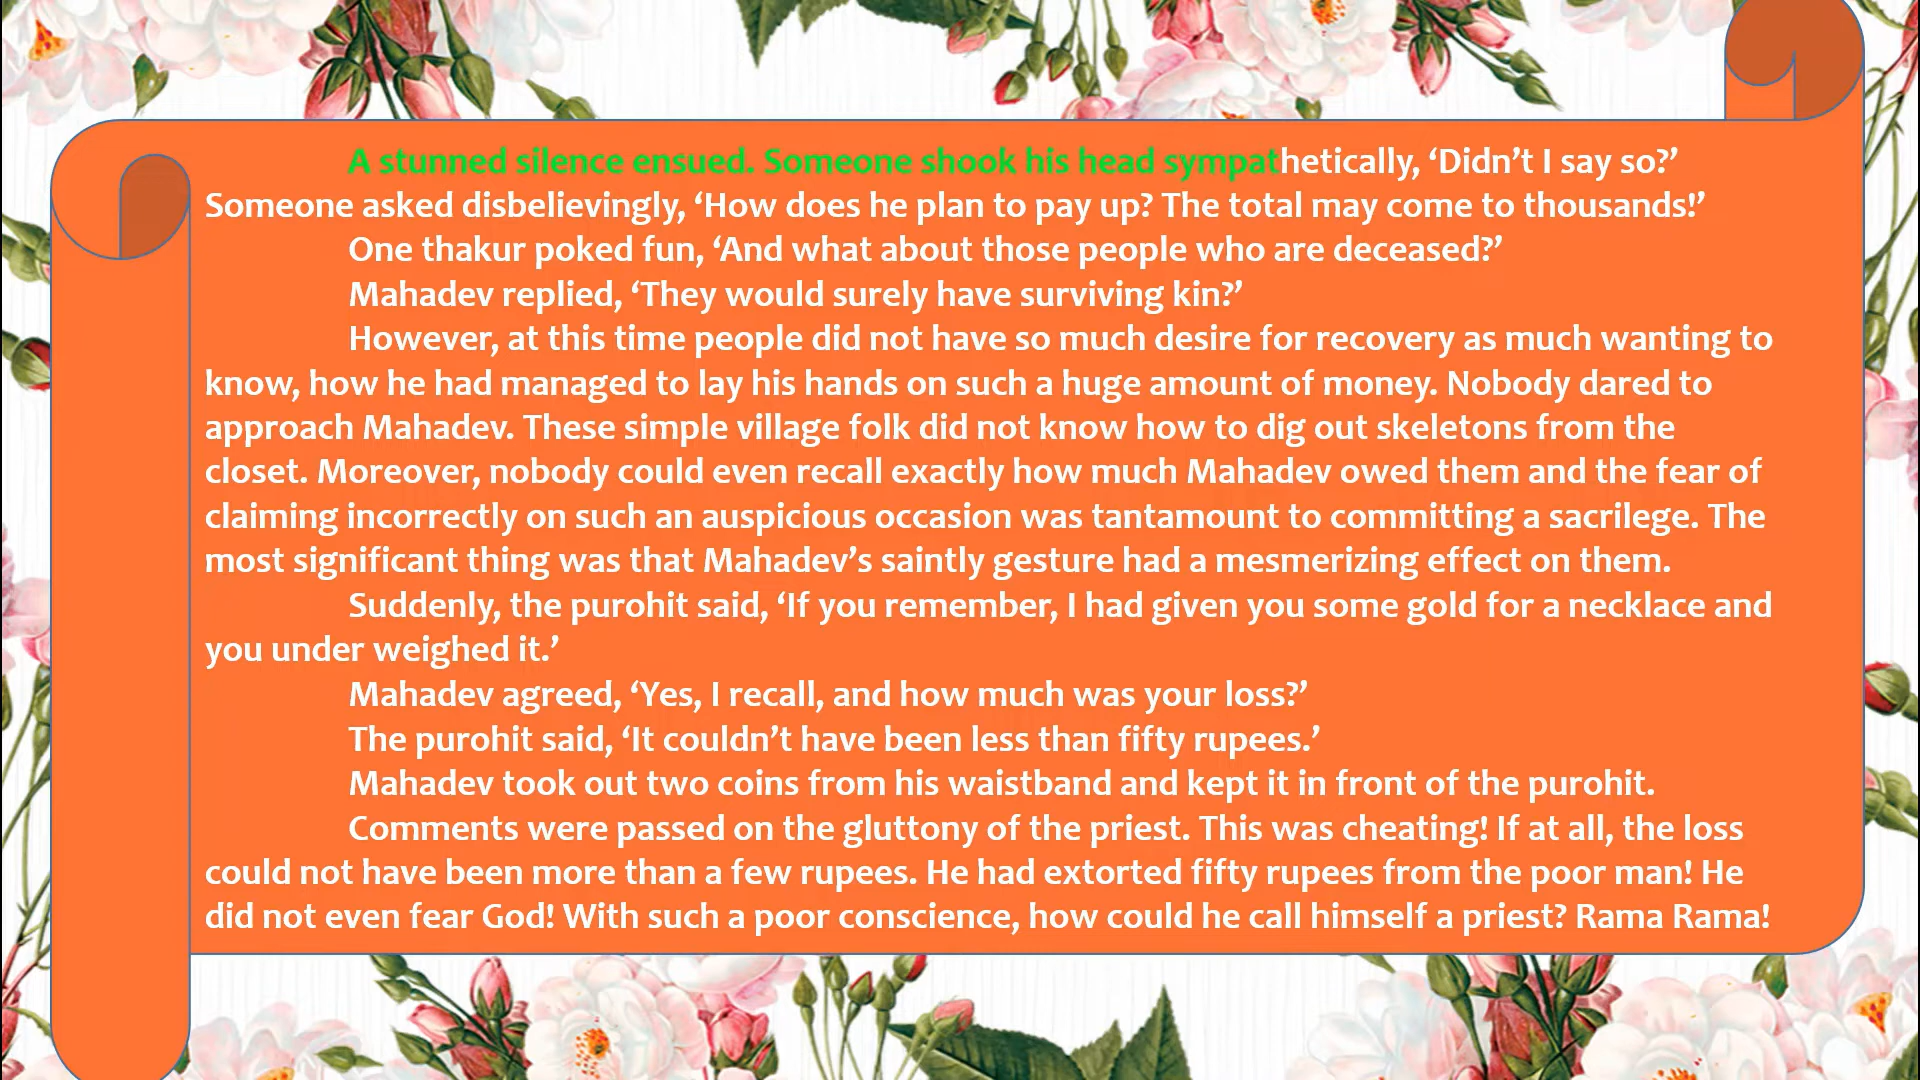 A stunned silence ensued. Someone shook his head sympathetically, ‘Didn’t I say so?’
Someone asked disbelievingly, ‘How does he plan to pay up? The total may come to thousands!’
One thakur poked fun, ‘And what about those people who are deceased?’
Mahadev replied, ‘They would surely have surviving kin?’
However, at this time people did not have so much desire for recovery as much wanting to
know, how he had managed to lay his hands on such a huge amount of money. Nobody dared to
approach Mahadev. These simple village folk did not know how to dig out skeletons from the
closet. Moreover, nobody could even recall exactly how much Mahadev owed them and the fear of
claiming incorrectly on such an auspicious occasion was tantamount to committing a sacrilege. The
most significant thing was that Mahadev’s saintly gesture had a mesmerizing effect on them.
Suddenly, the purohit said, ‘If you remember, I had given you some gold for a necklace and
you under weighed it.’
Mahadev agreed, ‘Yes, I recall, and how much was your loss?’
The purohit said, ‘It couldn’t have been less than fifty rupees.’
Mahadev took out two coins from his waistband and kept it in front of the purohit.
Comments were passed on the gluttony of the priest. This was cheating! If at all, the loss
could not have been more than a few rupees. He had extorted fifty rupees from the poor man! He
did not even fear God! With such a poor conscience, how could he call himself a priest? Rama Rama!